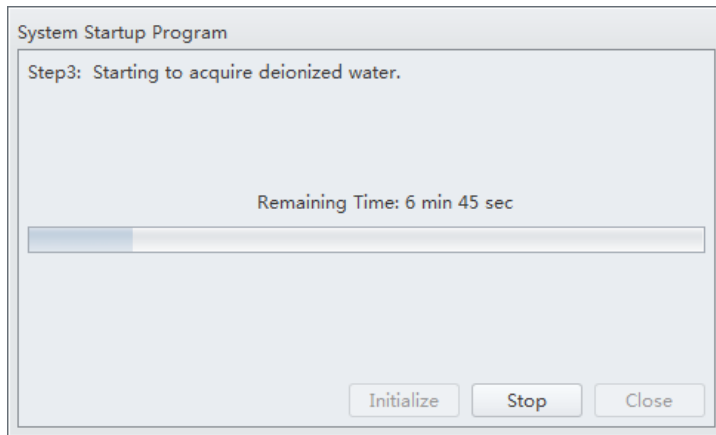 System Startup Program
Step3: Starting to acquire deionized water.
Remaining Time: 6 min 45 sec
Initialize Stop Close